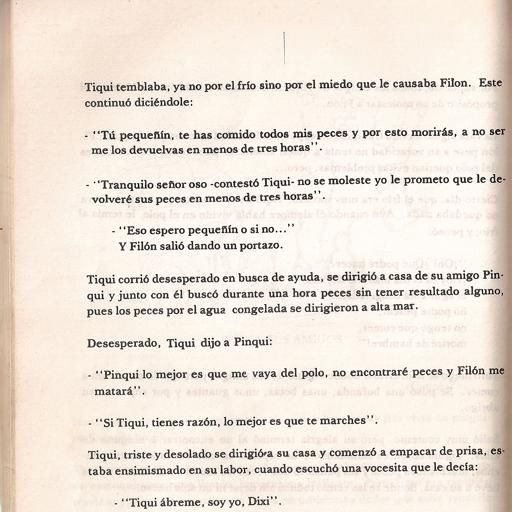 Tiqui temblaba, ya no por el frío sino por el miedo que le causaba Filon. Este
continuó diciéndole:
- "Tú pequeñín, te has comido todos mis peces y por esto morirás, a no ser
me los devuelvas en menos de tres horas".
- "Tranquilo señor oso -contestó Tiqui- no se moleste yo le prometo que le de-
volveré sus peces en menos de tres horas".
- "Eso espero pequeñín o si no..."
Y Filón salió dando un portazo.
Tiqui corrió desesperado en busca de ayuda, se dirigió a casa de su amigo Pin-
qui y junto con él buscó durante una hora peces sin tener resultado alguno,
pues los peces por el agua congelada se dirigieron a alta mar.
Desesperado, Tiqui dijo a Pinqui:
- "Pinqui lo mejor es que me vaya del polo, no encontraré peces y Filón me
matará".
- "Si Tiqui, tienes razón, lo mejor es que te marches".
Tiqui, triste y desolado se dirigióa su casa y comenzó a empacar de prisa, es-
taba ensimismado en su labor, cuando escuchó una vocesita que le decía:
- "Tiqui ábreme, soy yo, Dixi".